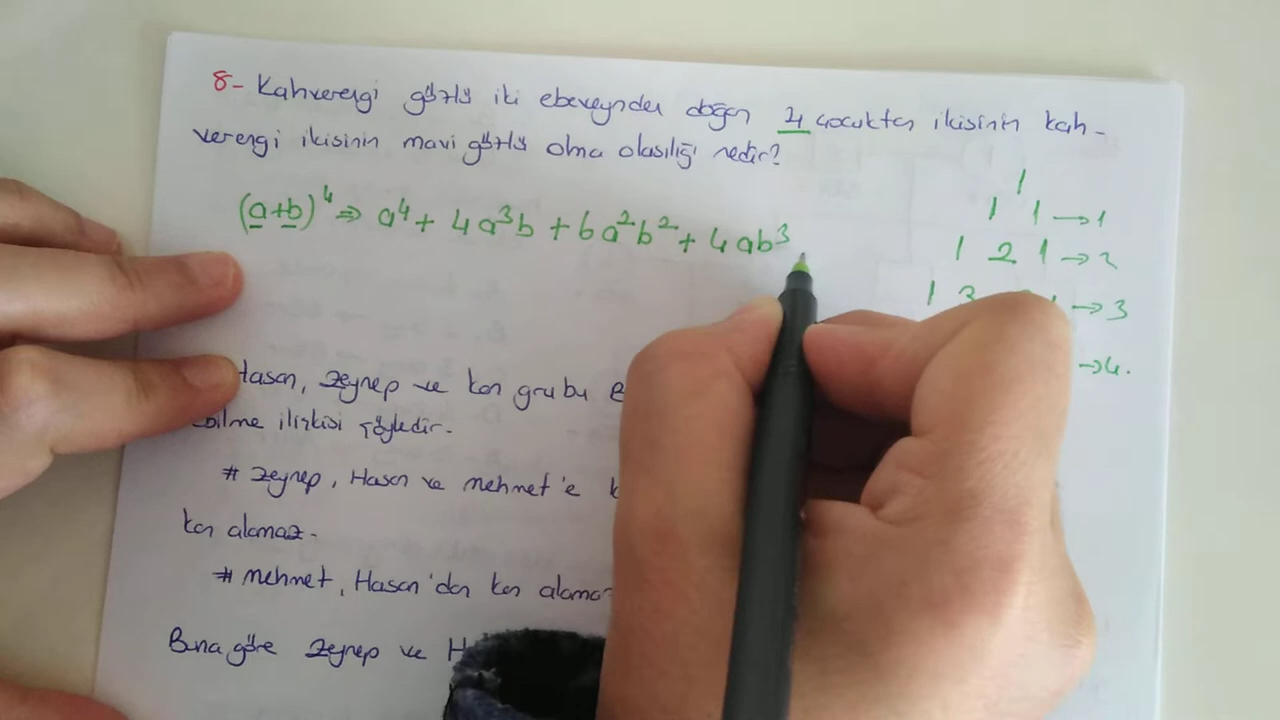 8- Kahverengi gözlü iki ebeveynden doğan 4 çocuktan ikisinin kah-
verengi ikisinin mavi gözlü olma olasılığı nedir?
(a+b)⁴ ⇒ a⁴ + 4a³b + 6a²b² + 4ab³
1
1 1 →1
1 2 1 →2
1 3 →3
→4.
Hasan, Zeynep ve kan grubu
bilme ilişkisi şöyledir.
# Zeynep, Hasan ve mehmet'e
kan alamaz.
# mehmet, Hasan'dan kan alamaz
Buna göre Zeynep ve H